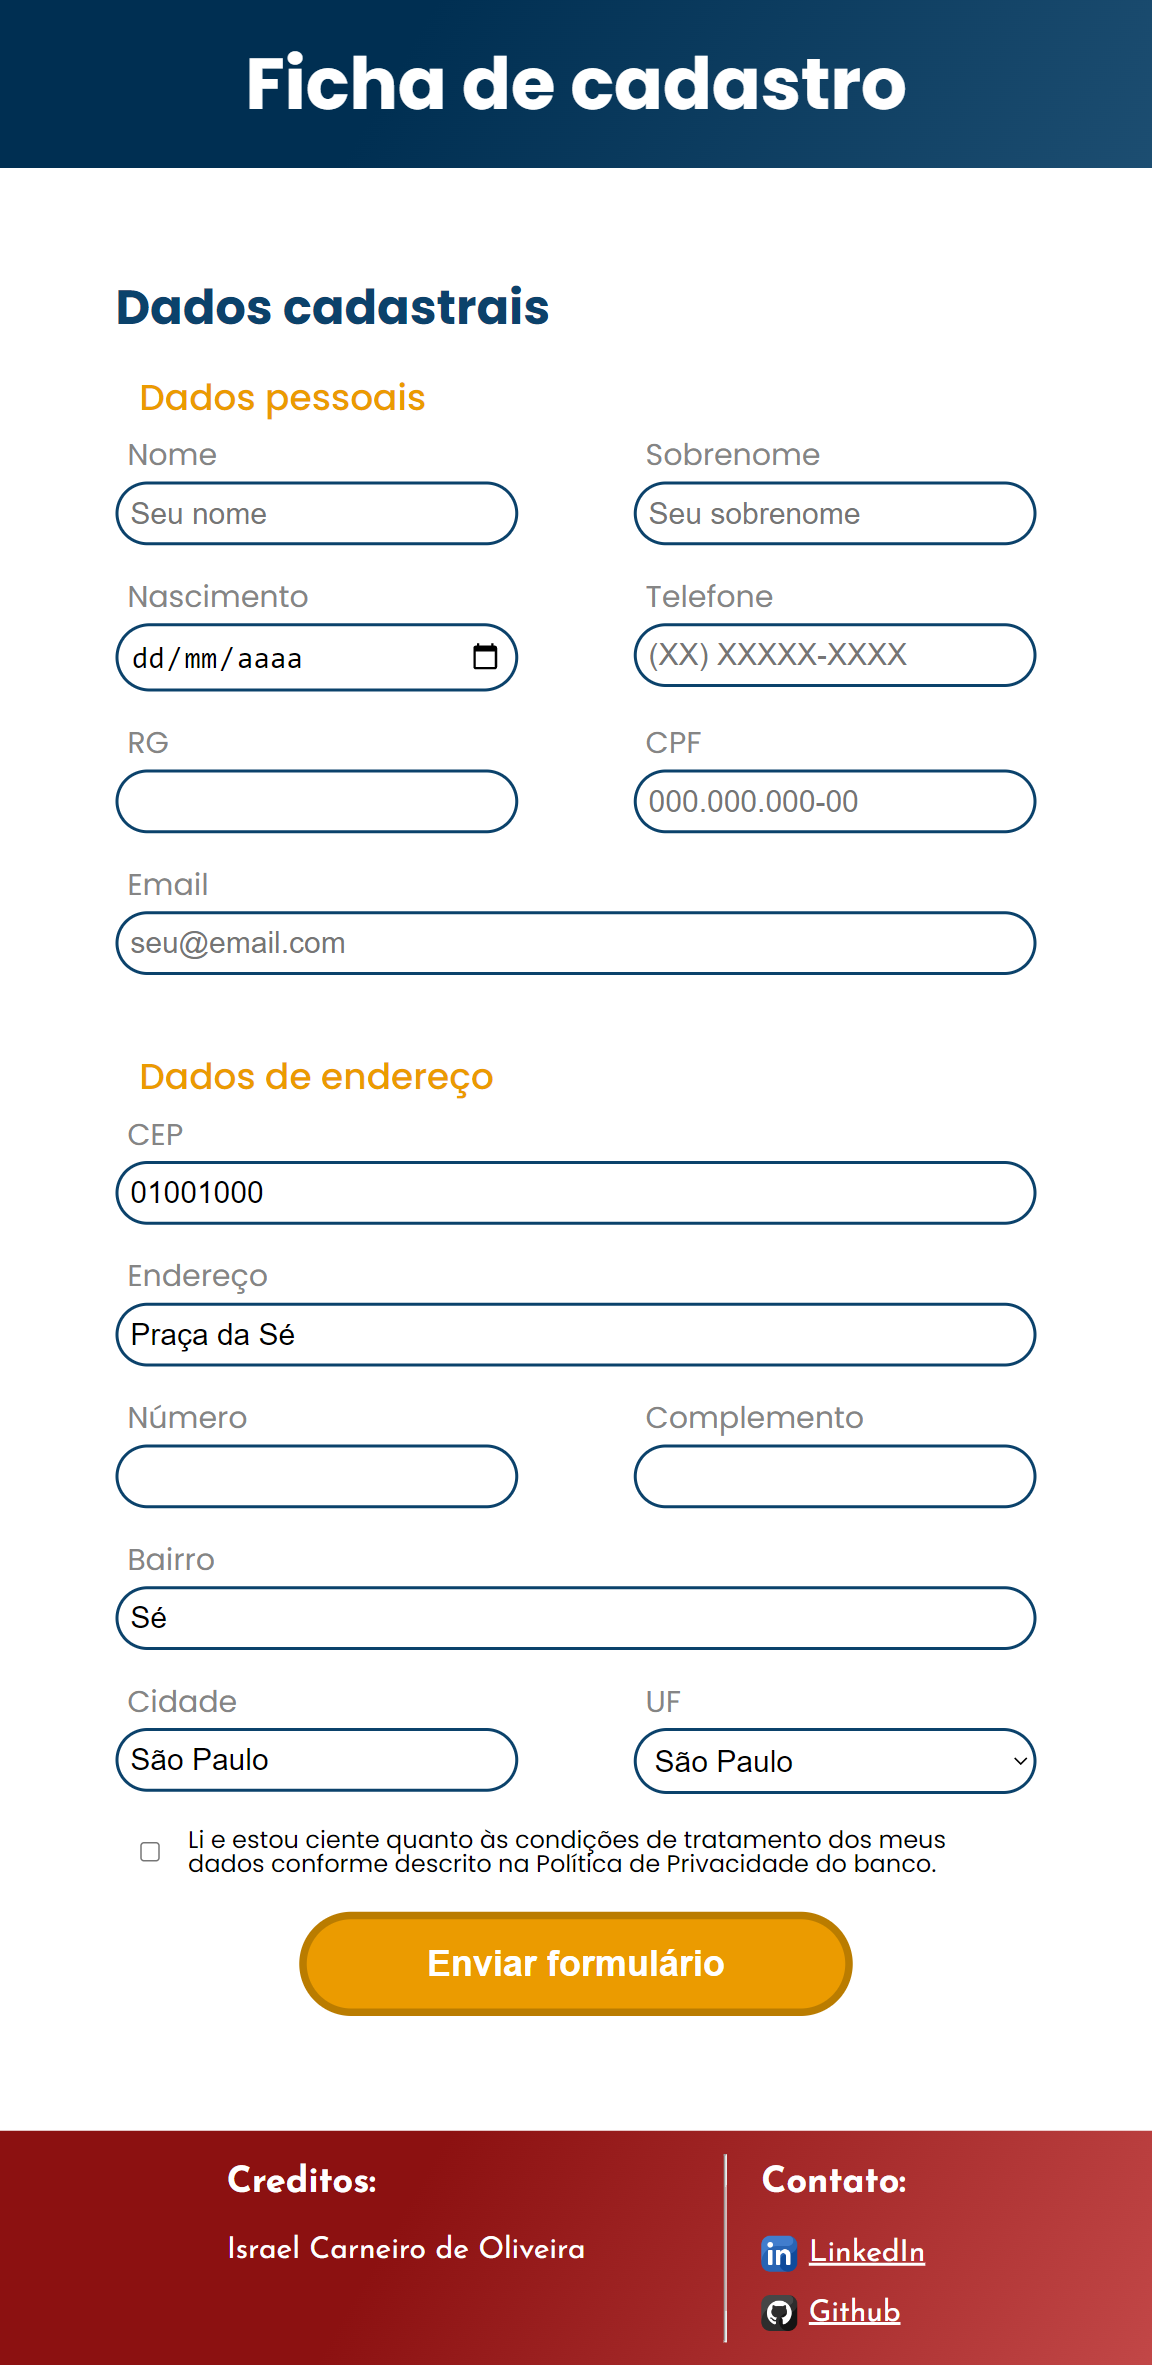 Ficha de cadastro
Dados cadastrais
Dados pessoais
Nome
Sobrenome
Seu nome
Seu sobrenome
Nascimento
Telefone
dd/mm/aaaa
(XX) XXXXX-XXXX
RG
CPF
000.000.000-00
Email
seu@email.com
Dados de endereço
CEP
01001000
Endereço
Praça da Sé
Número
Complemento
Bairro
Sé
Cidade
UF
São Paulo
São Paulo
Li e estou ciente quanto às condições de tratamento dos meus
dados conforme descrito na Política de Privacidade do banco.
Enviar formulário
Creditos:
Israel Carneiro de Oliveira
Contato:
in LinkedIn
Github